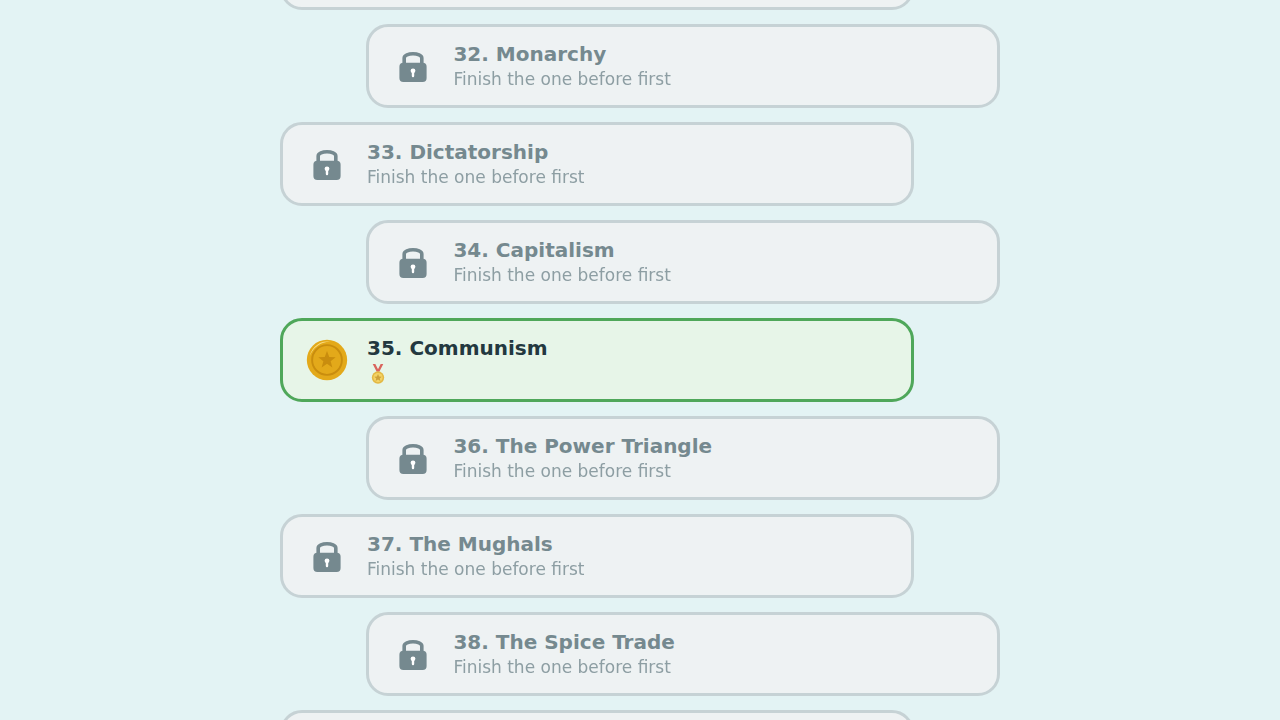 32. Monarchy
Finish the one before first
33. Dictatorship
Finish the one before first
34. Capitalism
Finish the one before first
35. Communism
36. The Power Triangle
Finish the one before first
37. The Mughals
Finish the one before first
38. The Spice Trade
Finish the one before first